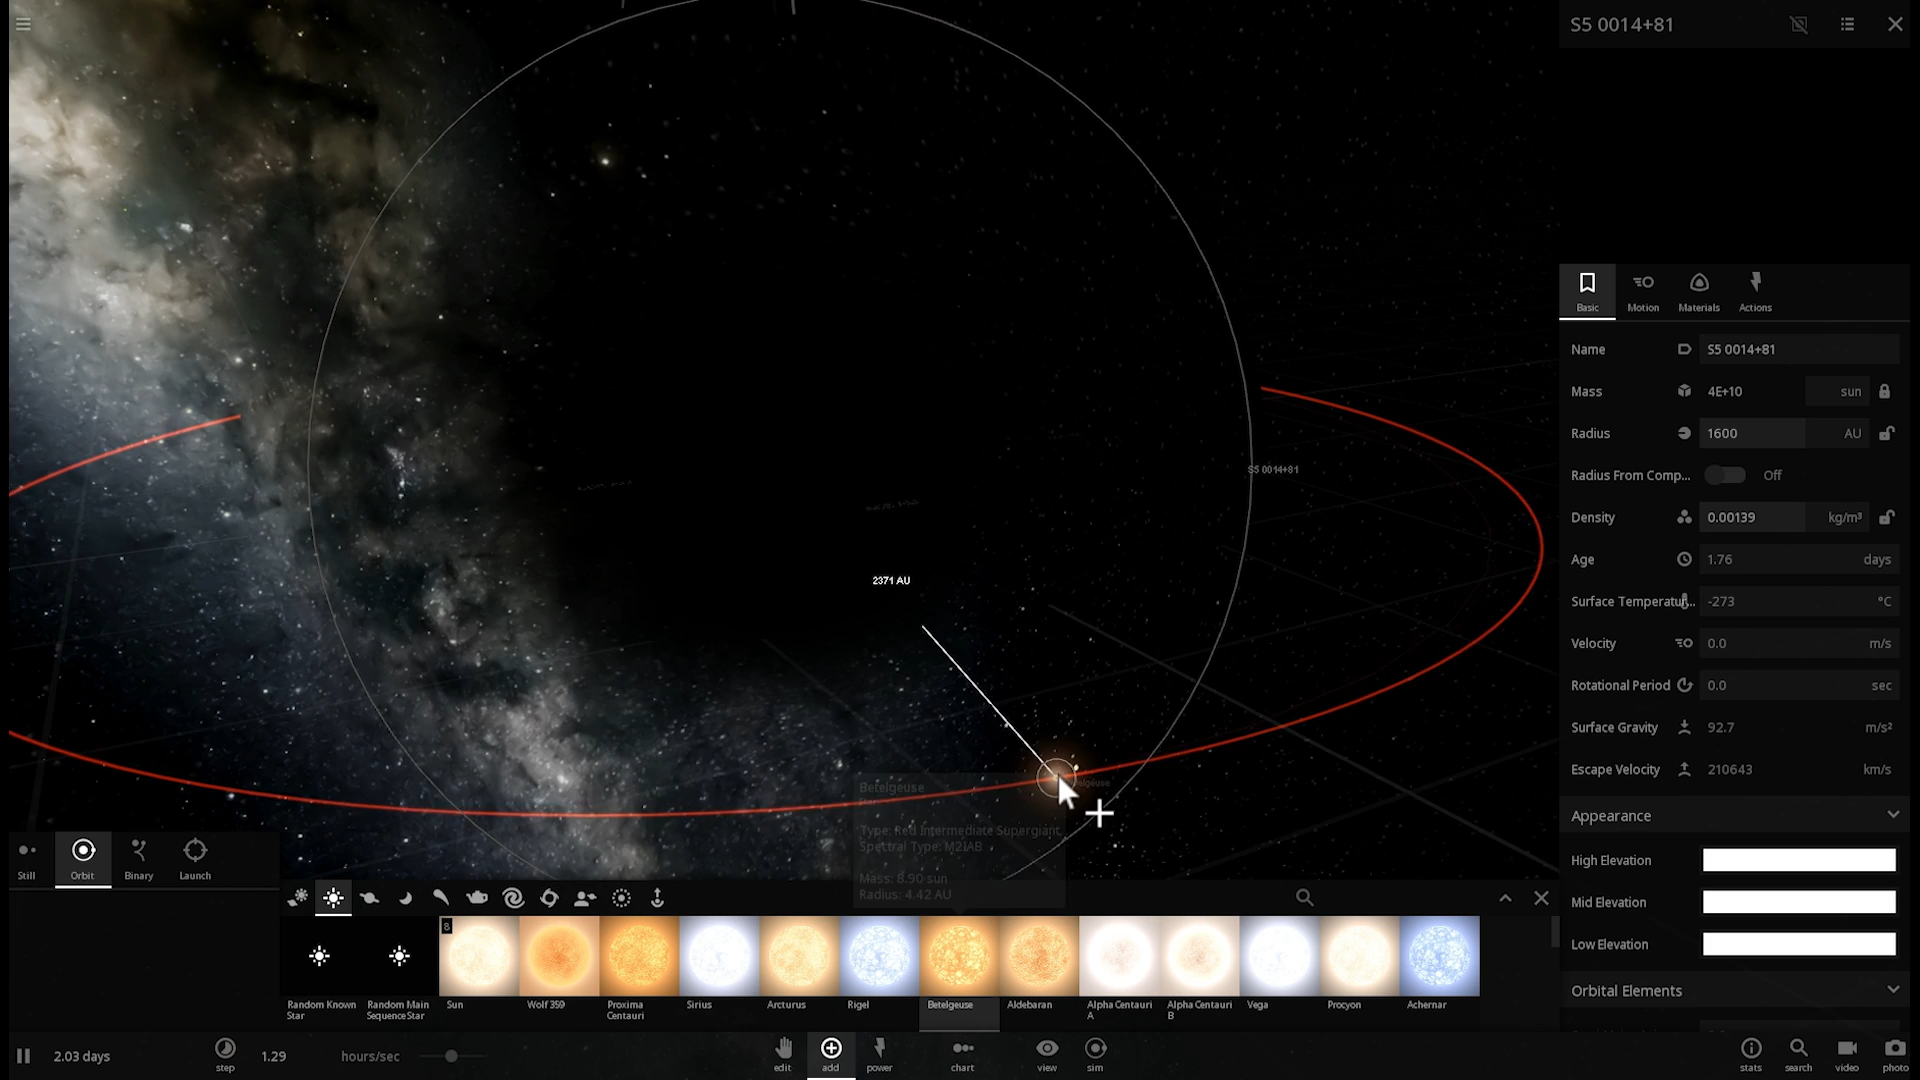 S5 0014+81
Basic
Motion
Materials
Actions
Name
S5 0014+81
Mass
4E+10
sun
Radius
1600
AU
Radius From Comp...
Off
Density
0.00139
kg/m³
Age
1.76
days
Surface Temperatur...
-273
°C
Velocity
0.0
m/s
Rotational Period
0.0
sec
Surface Gravity
92.7
m/s²
Escape Velocity
210643
km/s
Appearance
High Elevation
Mid Elevation
Low Elevation
Orbital Elements
S5 0014+81
2371 AU
Betelgeuse
Type: Red Intermediate Supergiant
Spectral Type: M2IAB
Mass: 8.90 sun
Radius: 4.42 AU
Still
Orbit
Binary
Launch
8
Random Known
Star
Random Main
Sequence Star
Sun
Wolf 359
Proxima
Centauri
Sirius
Arcturus
Rigel
Betelgeuse
Aldebaran
Alpha Centauri
A
Alpha Centauri
B
Vega
Procyon
Achernar
2.03 days
step
1.29
hours/sec
edit
add
power
chart
view
sim
stats
search
video
photo